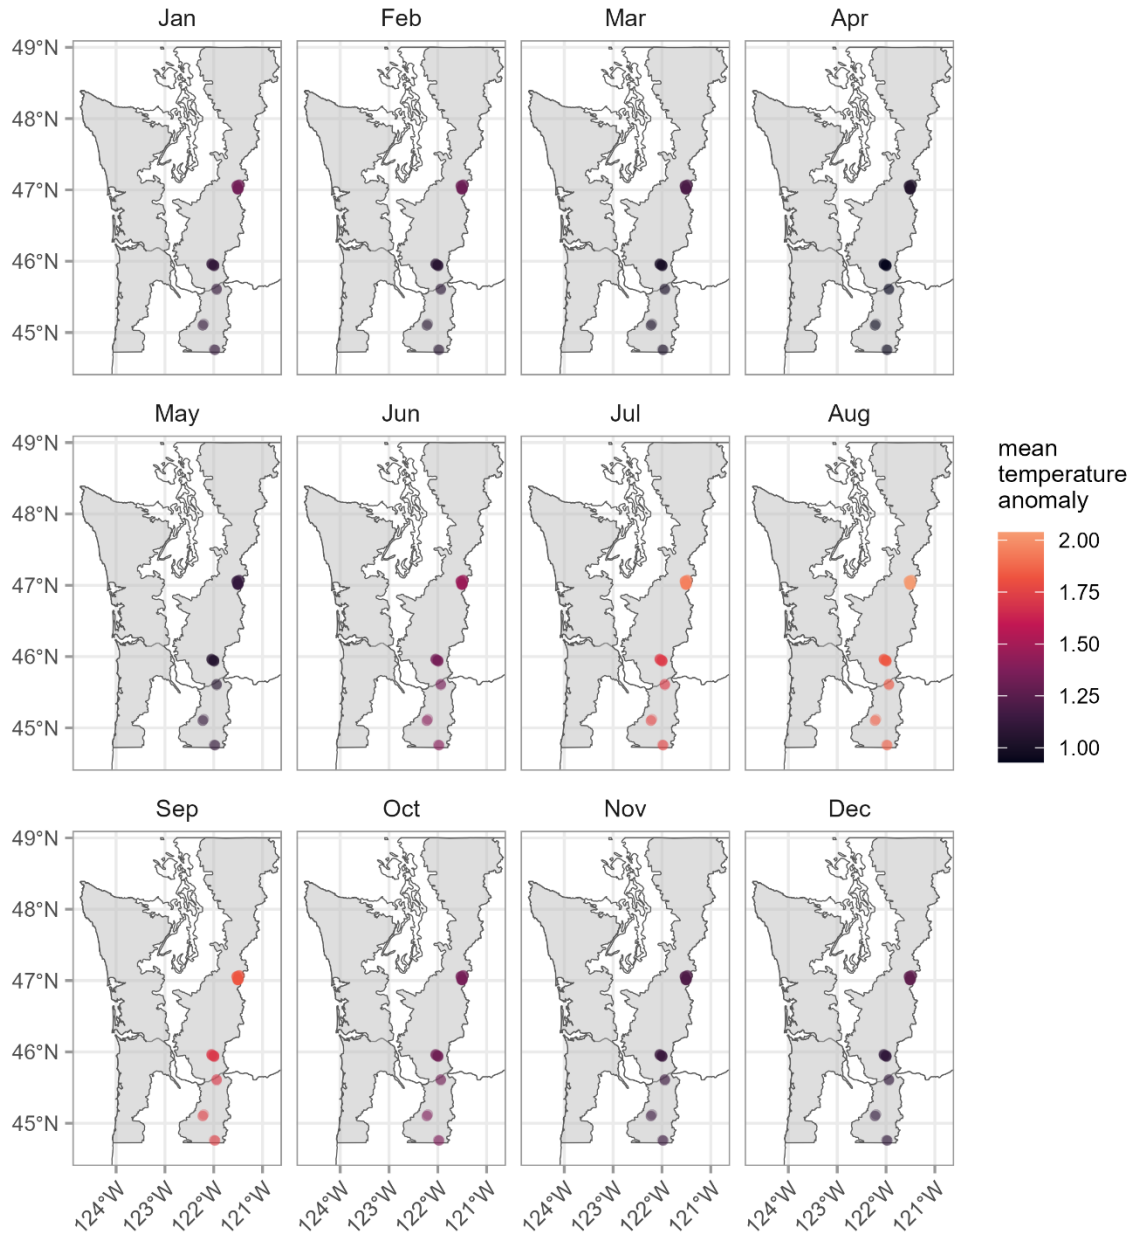 Jan Feb Mar Apr
49°N
48°N
47°N
46°N
45°N
May Jun Jul Aug
49°N
48°N
47°N
46°N
45°N
mean
temperature
anomaly
2.00
1.75
1.50
1.25
1.00
Sep Oct Nov Dec
49°N
48°N
47°N
46°N
45°N
124°W 123°W 122°W 121°W 124°W 123°W 122°W 121°W 124°W 123°W 122°W 121°W 124°W 123°W 122°W 121°W